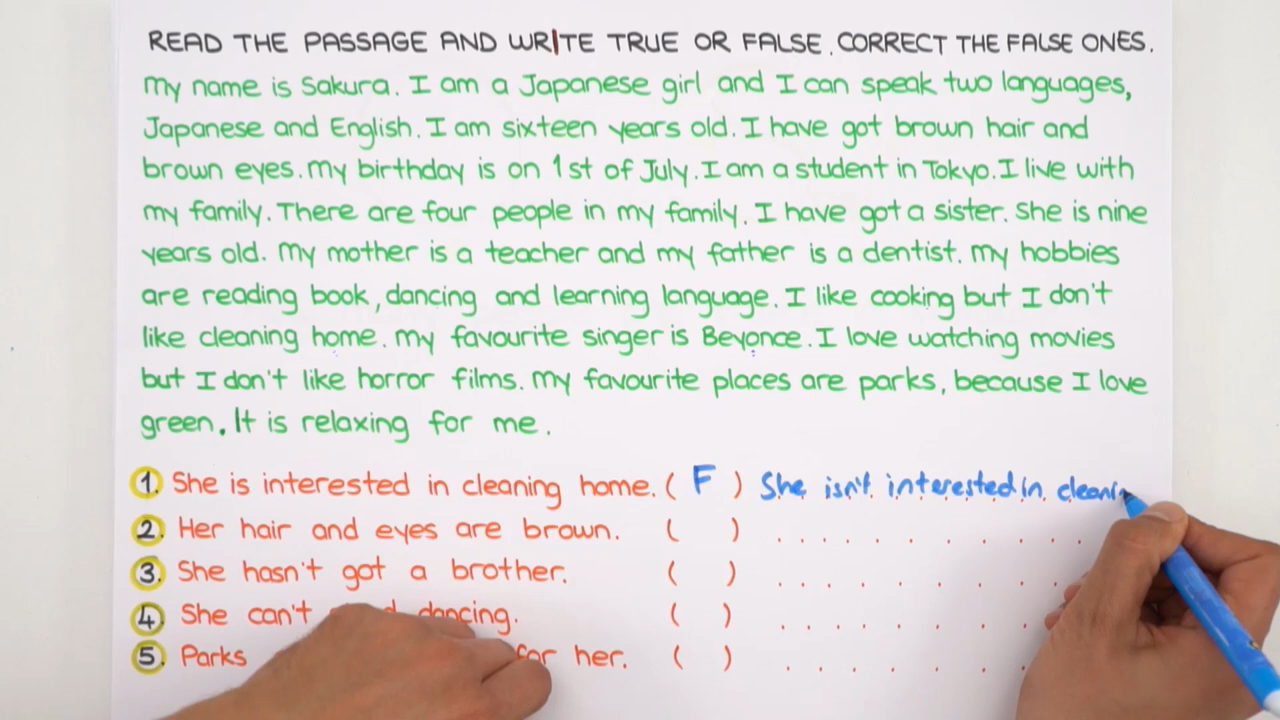 READ THE PASSAGE AND WRITE TRUE OR FALSE. CORRECT THE FALSE ONES.
My name is Sakura. I am a Japanese girl and I can speak two languages,
Japanese and English. I am sixteen years old. I have got brown hair and
brown eyes. My birthday is on 1st of July. I am a student in Tokyo. I live with
my family. There are four people in my family. I have got a sister. She is nine
years old. My mother is a teacher and my father is a dentist. My hobbies
are reading book, dancing and learning language. I like cooking but I don't
like cleaning home. My favourite singer is Beyonce. I love watching movies
but I don't like horror films. My favourite places are parks, because I love
green. It is relaxing for me.
1. She is interested in cleaning home. ( F ) She isn't interested in cleani
2. Her hair and eyes are brown. ( ) . . . . . . . . . .
3. She hasn't got a brother. ( ) . . . . . . . . .
4. She can't dancing. ( ) . . . . . . . .
5. Parks for her. ( ) . . . . . . .